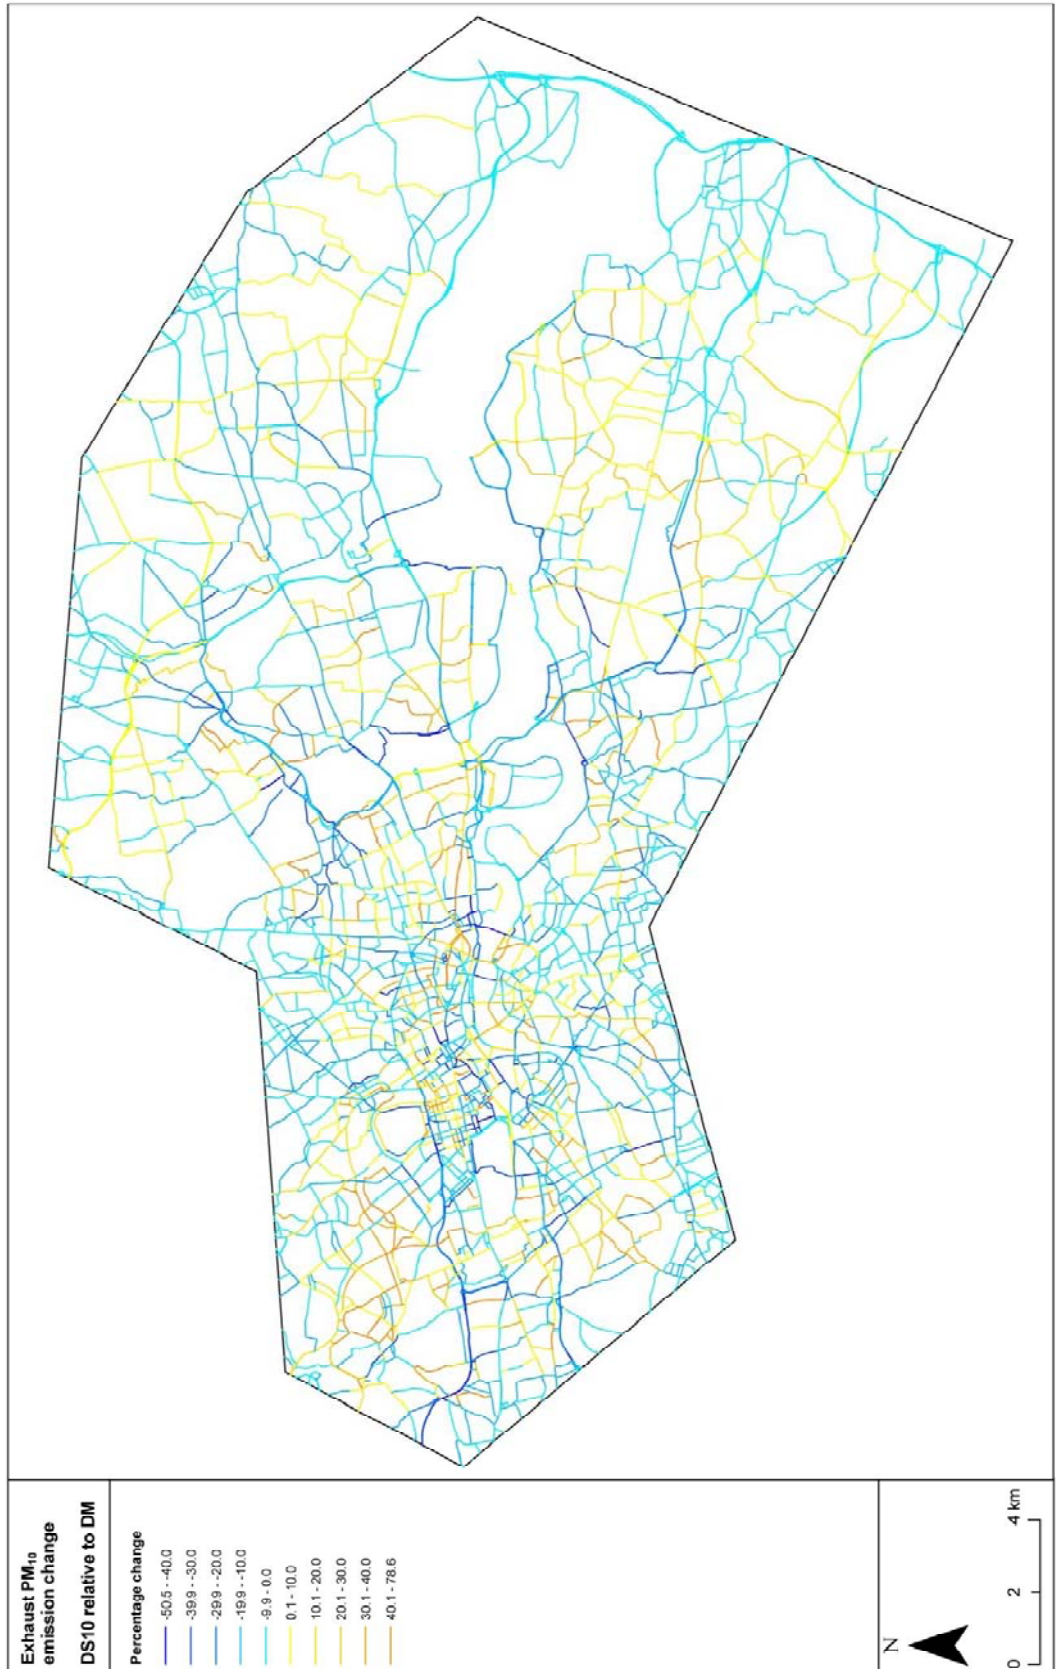 Exhaust PM₁₀
emission change
DS10 relative to DM
Percentage change
-50.5 - -40.0
-39.9 - -30.0
-29.9 - -20.0
-19.9 - -10.0
-9.9 - 0.0
0.1 - 10.0
10.1 - 20.0
20.1 - 30.0
30.1 - 40.0
40.1 - 78.6
N
0 2 4 km